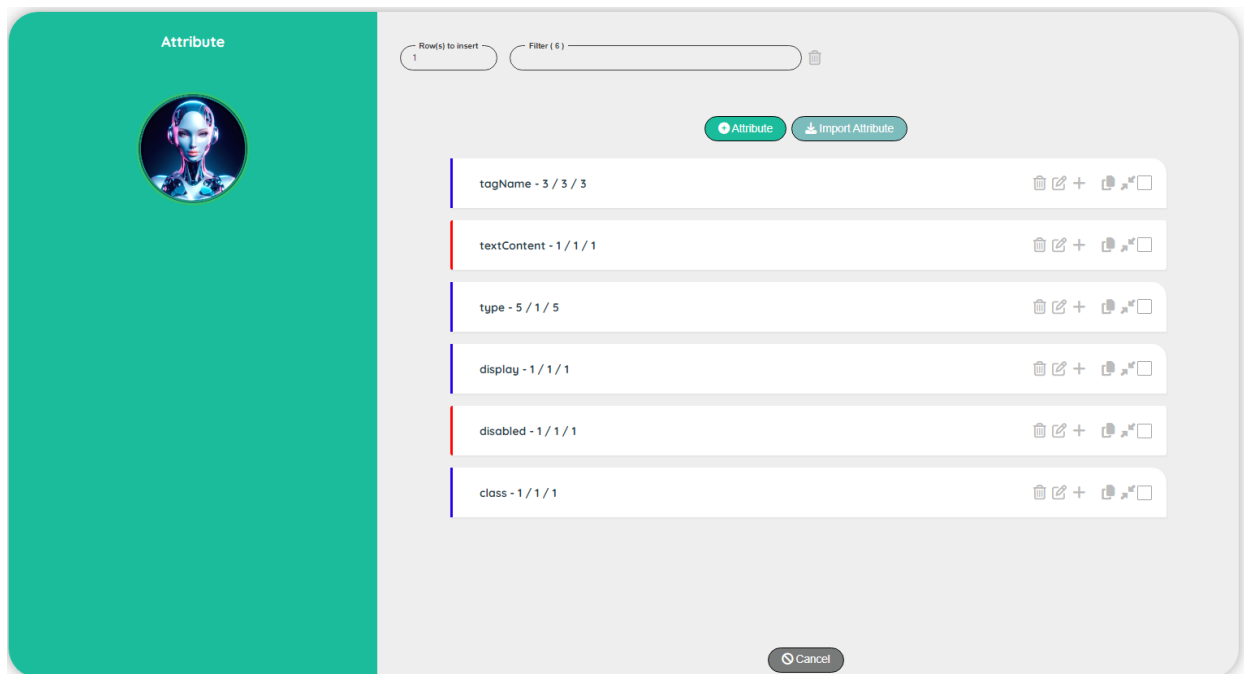 Attribute
Row(s) to insert
1
Filter ( 6 )
Attribute
Import Attribute
tagName - 3 / 3 / 3
textContent - 1 / 1 / 1
type - 5 / 1 / 5
display - 1 / 1 / 1
disabled - 1 / 1 / 1
class - 1 / 1 / 1
Cancel